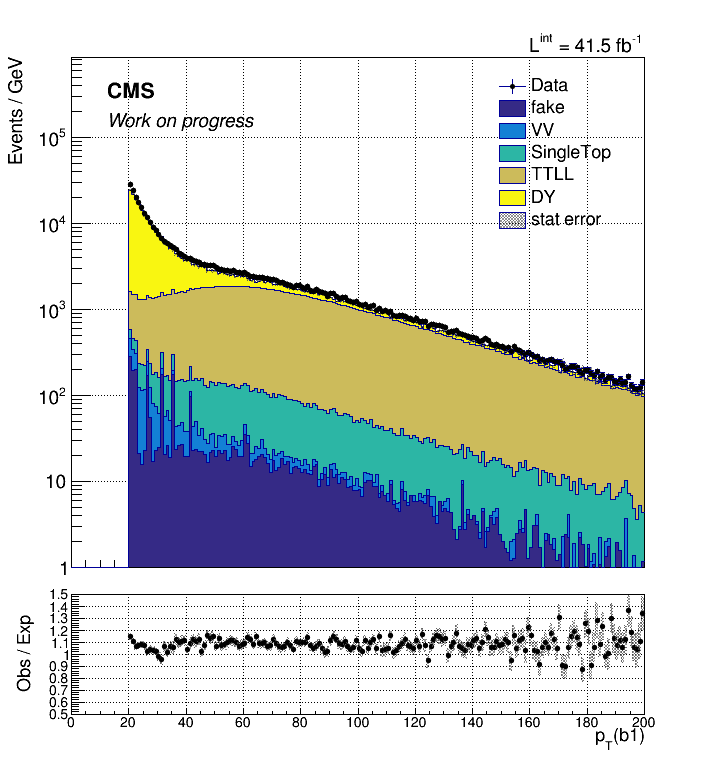 L^int = 41.5 fb^-1
Events / GeV
CMS
Work on progress
Data
fake
VV
SingleTop
TTLL
DY
stat error
10^5
10^4
10^3
10^2
10
1
Obs / Exp
1.5
1.4
1.3
1.2
1.1
1
0.9
0.8
0.7
0.6
0.5
0 20 40 60 80 100 120 140 160 180 200
p_T(b1)